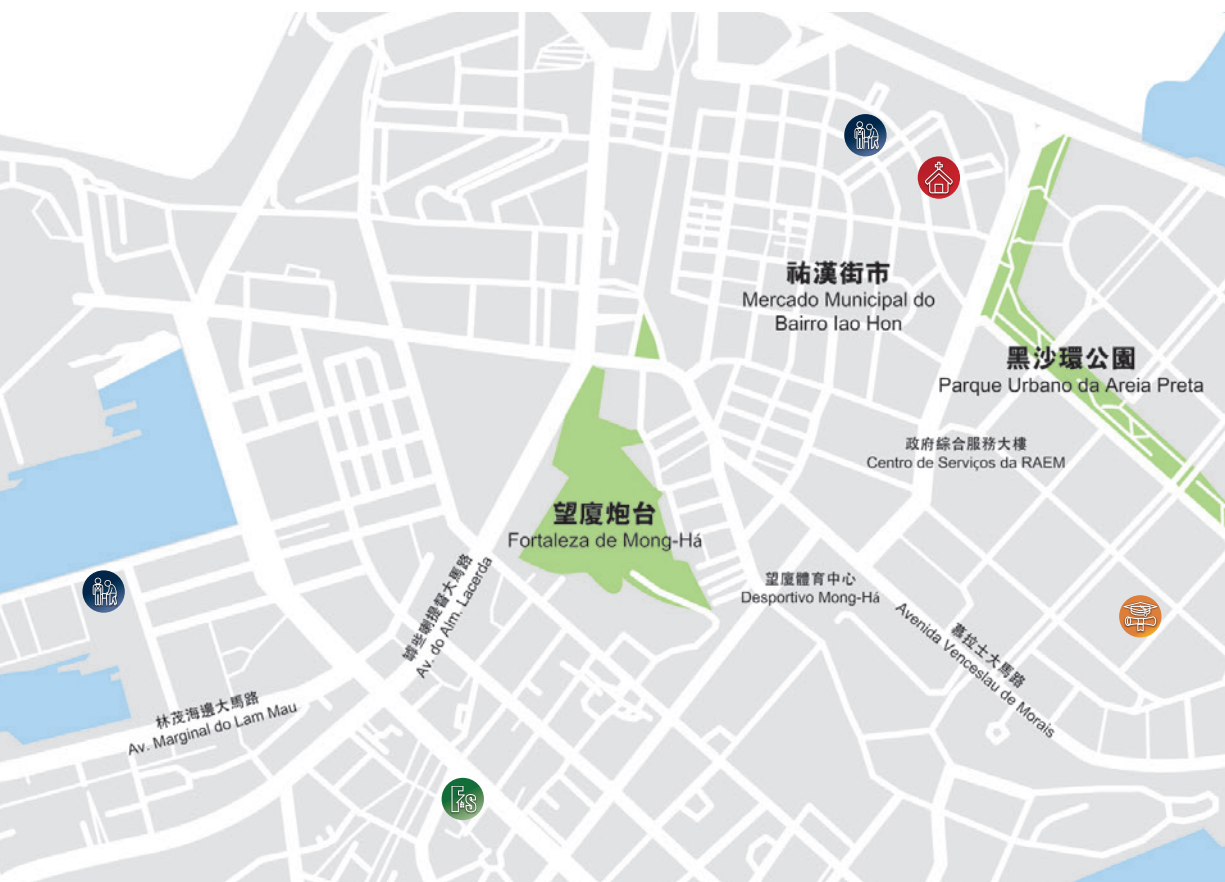 祐漢街市
Mercado Municipal do
Bairro Iao Hon
黑沙環公園
Parque Urbano da Areia Preta
政府綜合服務大樓
Centro de Serviços da RAEM
望廈炮台
Fortaleza de Mong-Há
望廈體育中心
Desportivo Mong-Há
罅些喇提督大馬路
Av. do Alm. Lacerda
慕拉士大馬路
Avenida Venceslau de Morais
林茂海邊大馬路
Av. Marginal do Lam Mau
F&S